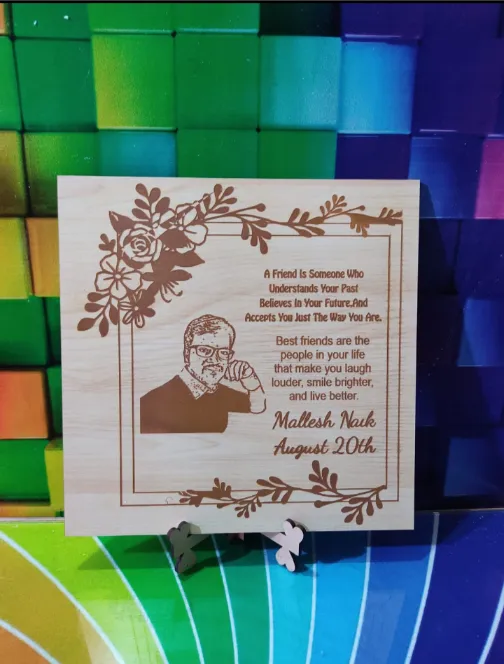 A Friend Is Someone Who
Understands Your Past
Believes In Your Future,And
Accepts You Just The Way You Are.
Best friends are the
people in your life
that make you laugh
louder, smile brighter,
and live better.
Mallesh Naik
August 20th